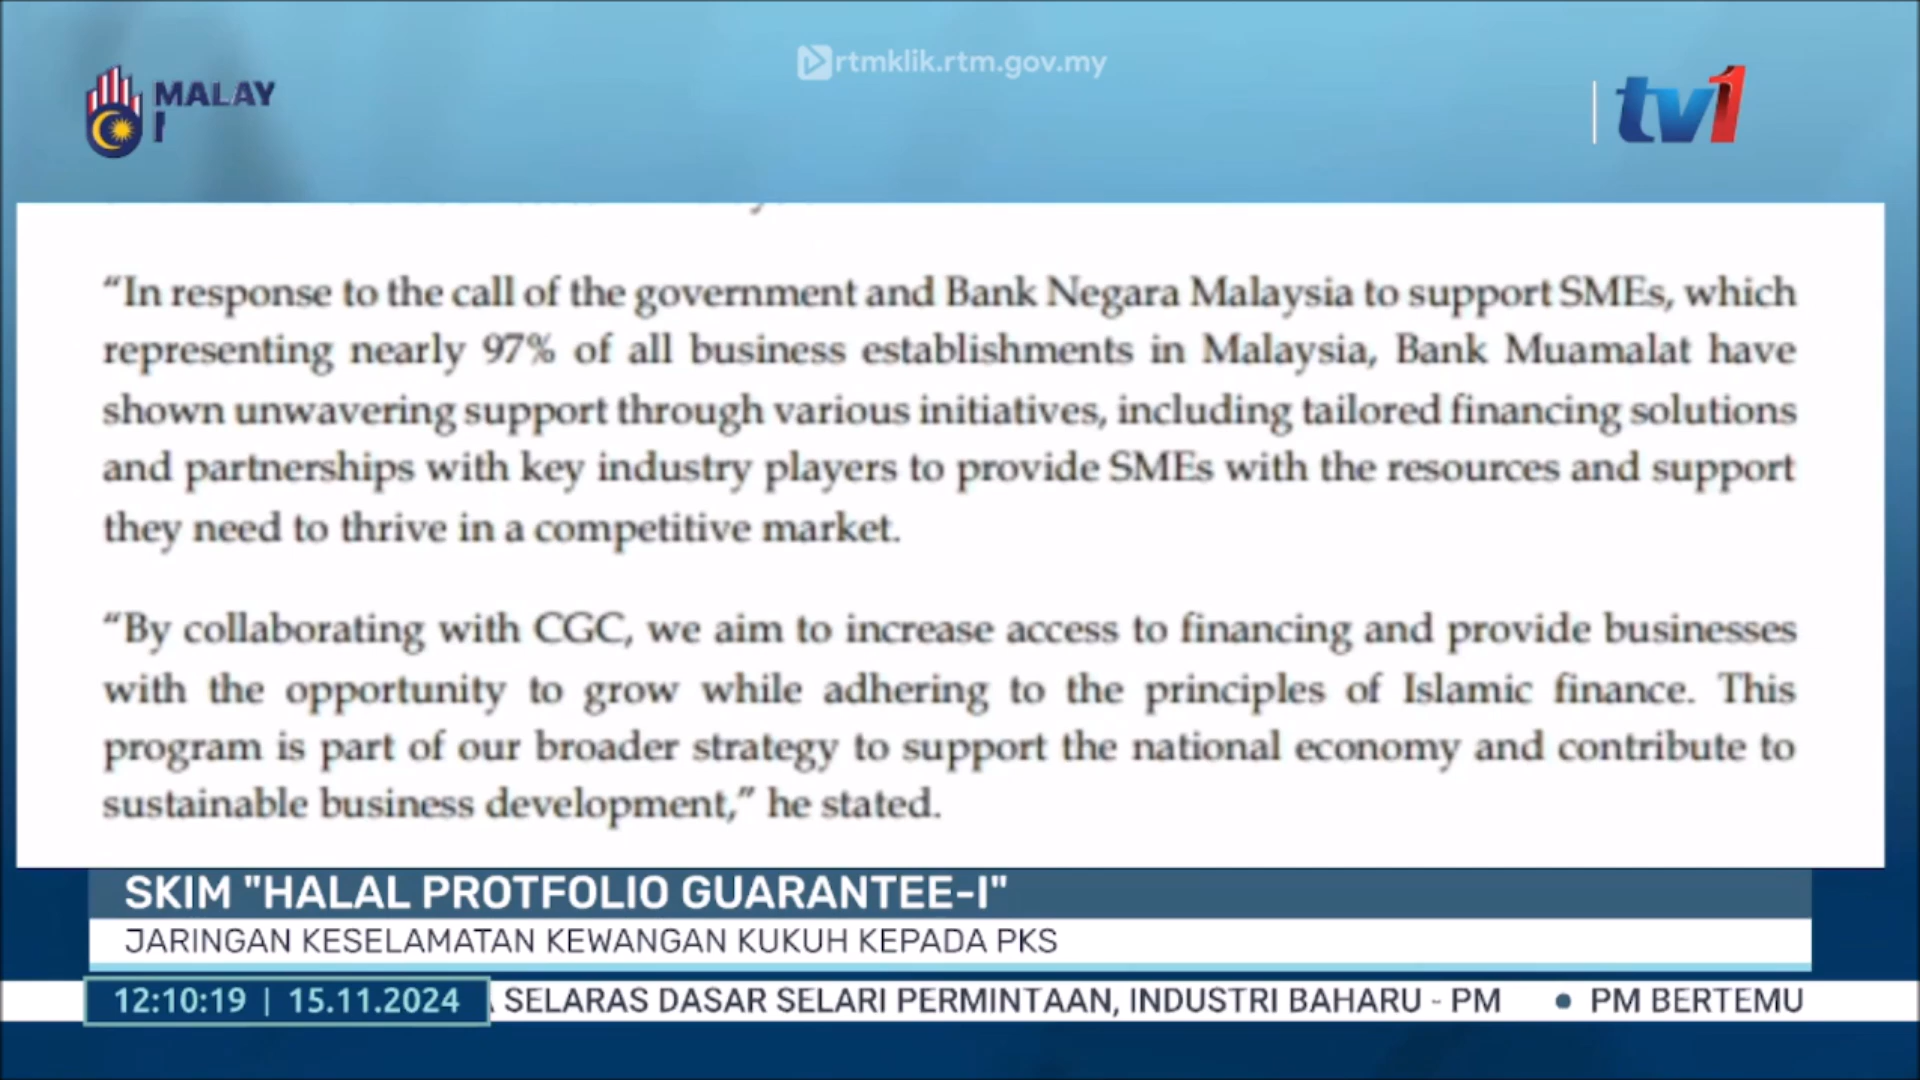 rtmklik.rtm.gov.my
MALAY
I
tv1
“In response to the call of the government and Bank Negara Malaysia to support SMEs, which
representing nearly 97% of all business establishments in Malaysia, Bank Muamalat have
shown unwavering support through various initiatives, including tailored financing solutions
and partnerships with key industry players to provide SMEs with the resources and support
they need to thrive in a competitive market.
“By collaborating with CGC, we aim to increase access to financing and provide businesses
with the opportunity to grow while adhering to the principles of Islamic finance. This
program is part of our broader strategy to support the national economy and contribute to
sustainable business development,” he stated.
SKIM "HALAL PROTFOLIO GUARANTEE-I"
JARINGAN KESELAMATAN KEWANGAN KUKUH KEPADA PKS
12:10:19 | 15.11.2024 SELARAS DASAR SELARI PERMINTAAN, INDUSTRI BAHARU - PM • PM BERTEMU